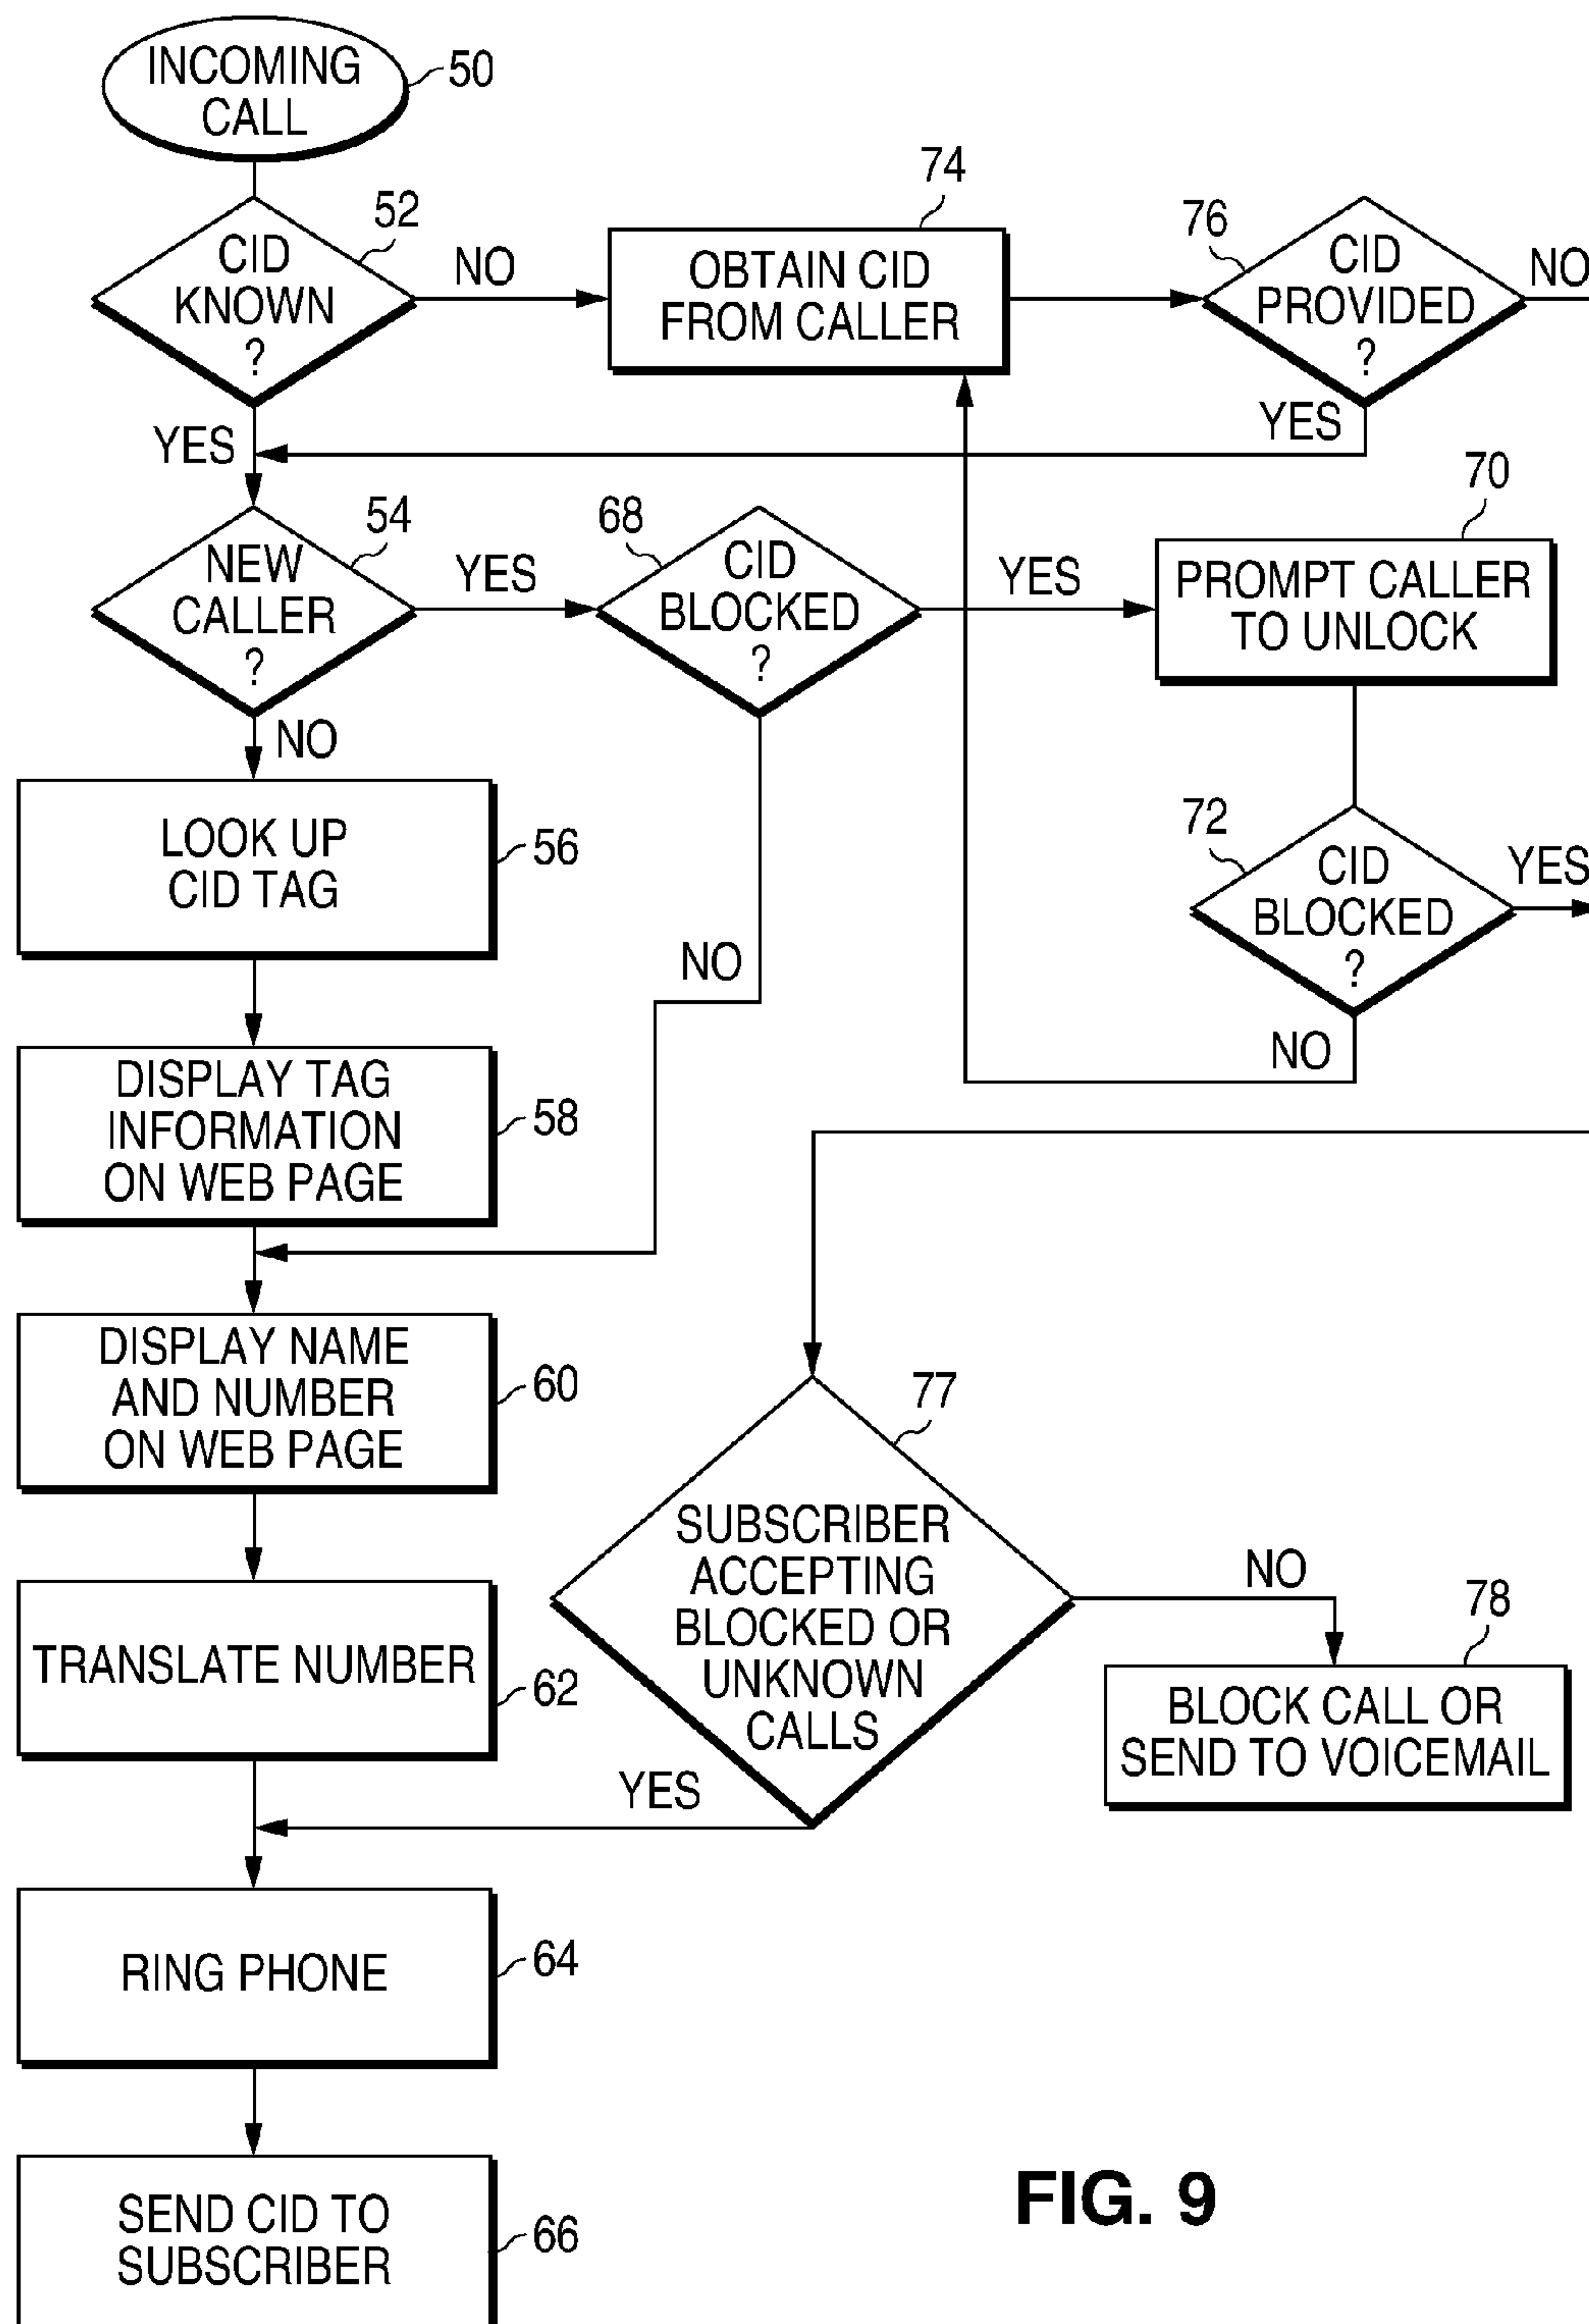 INCOMING
CALL
50
52
CID
KNOWN
?
NO
74
OBTAIN CID
FROM CALLER
76
CID
PROVIDED
?
NO
YES
YES
54
NEW
CALLER
?
YES
68
CID
BLOCKED
?
YES
70
PROMPT CALLER
TO UNLOCK
NO
72
CID
BLOCKED
?
YES
NO
LOOK UP
CID TAG
56
NO
DISPLAY TAG
INFORMATION
ON WEB PAGE
58
DISPLAY NAME
AND NUMBER
ON WEB PAGE
60
77
SUBSCRIBER
ACCEPTING
BLOCKED OR
UNKNOWN
CALLS
NO
78
BLOCK CALL OR
SEND TO VOICEMAIL
YES
TRANSLATE NUMBER
62
RING PHONE
64
SEND CID TO
SUBSCRIBER
66
FIG. 9